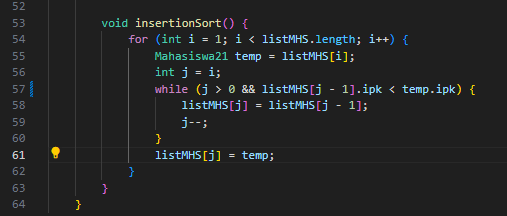 52
53 void insertionSort() {
54 for (int i = 1; i < listMHS.length; i++) {
55 Mahasiswa21 temp = listMHS[i];
56 int j = i;
57 while (j > 0 && listMHS[j - 1].ipk < temp.ipk) {
58 listMHS[j] = listMHS[j - 1];
59 j--;
60 }
61 listMHS[j] = temp;
62 }
63 }
64 }